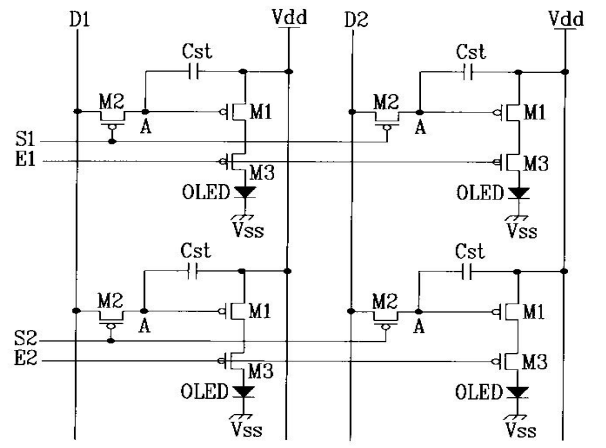 D1 Vdd D2 Vdd
Cst Cst
M2 M1 M2 M1
A A
S1
E1
M3 M3
OLED OLED
Vss Vss
Cst Cst
M2 M1 M2 M1
A A
S2
E2
M3 M3
OLED OLED
Vss Vss